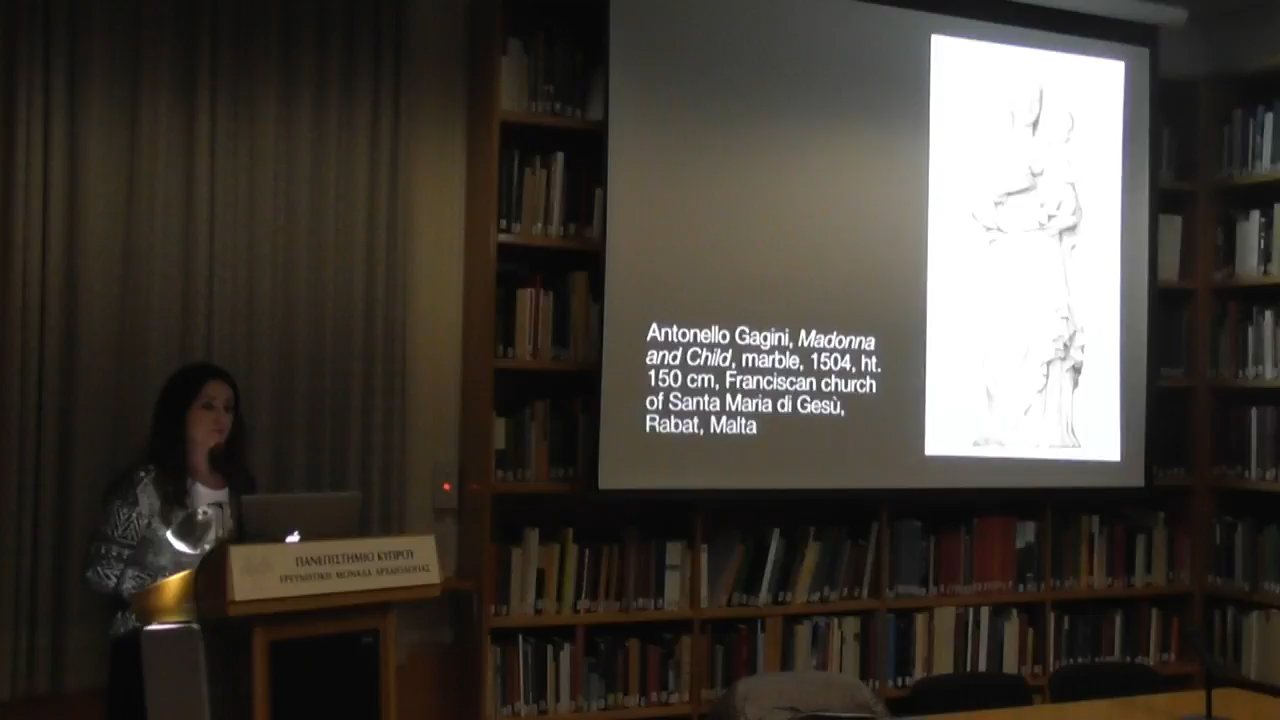 Antonello Gagini, Madonna
and Child, marble, 1504, ht.
150 cm, Franciscan church
of Santa Maria di Gesù,
Rabat, Malta
ΠΑΝΕΠΙΣΤΗΜΙΟ ΚΥΠΡΟΥ
ΕΡΕΥΝΗΤΙΚΗ ΜΟΝΑΔΑ ΑΡΧΑΙΟΛΟΓΙΑΣ